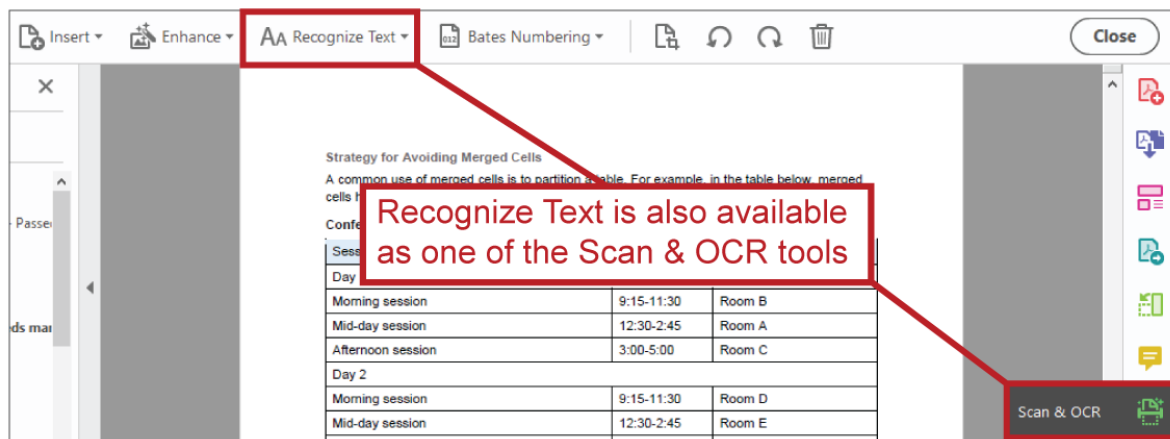 Insert Enhance Recognize Text Bates Numbering Close
Strategy for Avoiding Merged Cells
A common use of merged cells is to partition a table. For example, in the table below, merged
cells
Recognize Text is also available
as one of the Scan & OCR tools
Day
Morning session 9:15-11:30 Room B
Mid-day session 12:30-2:45 Room A
Afternoon session 3:00-5:00 Room C
Day 2
Morning session 9:15-11:30 Room D
Mid-day session 12:30-2:45 Room E
Scan & OCR